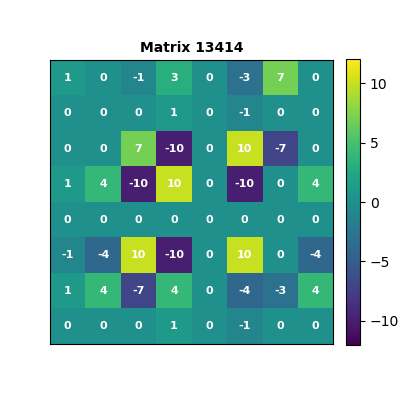 Matrix 13414
1 0 -1 3 0 -3 7 0
0 0 0 1 0 -1 0 0
0 0 7 -10 0 10 -7 0
1 4 -10 10 0 -10 0 4
0 0 0 0 0 0 0 0
-1 -4 10 -10 0 10 0 -4
1 4 -7 4 0 -4 -3 4
0 0 0 1 0 -1 0 0
10
5
0
−5
−10